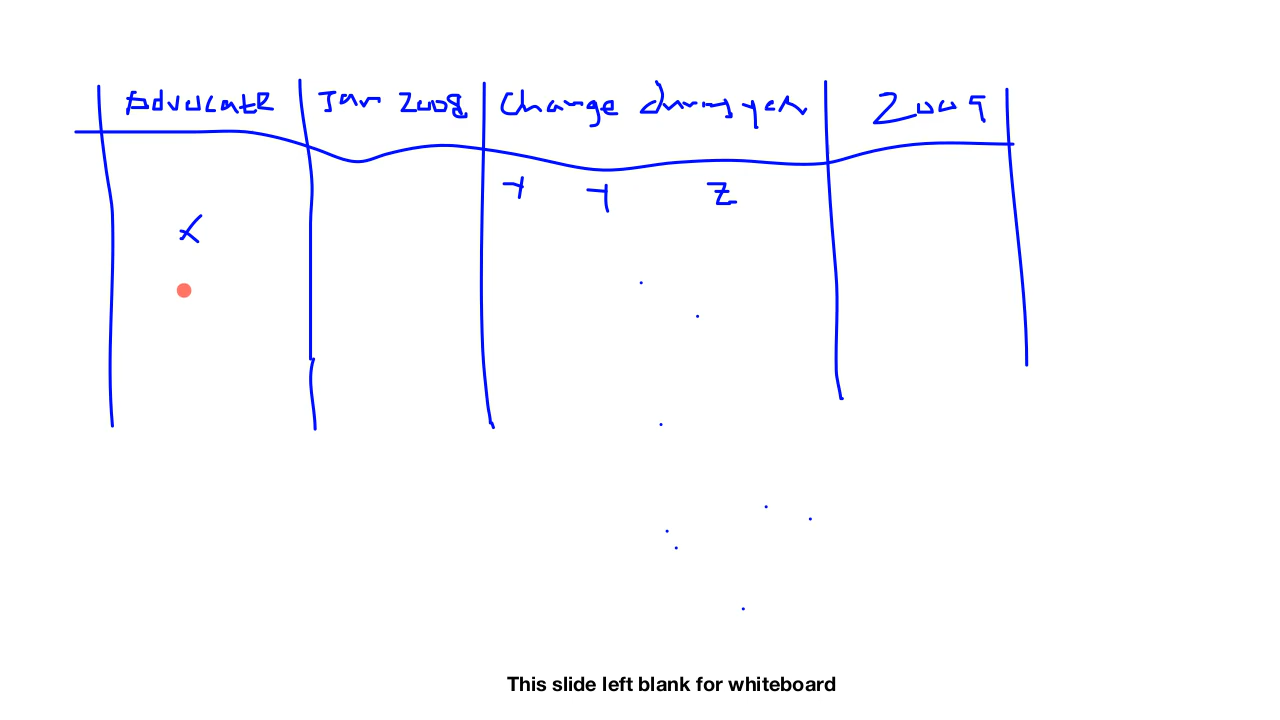 Advocate Jan 2008 Change during year 2009
X Y Z
X
This slide left blank for whiteboard